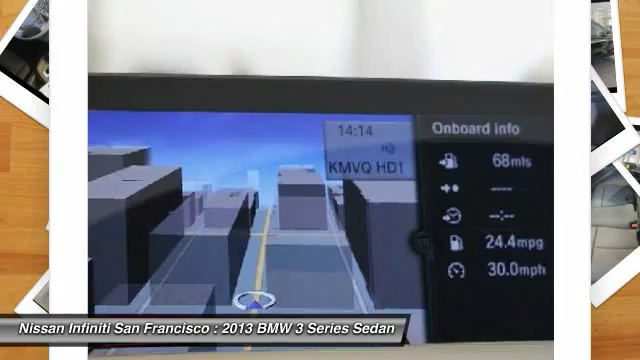 14:14
HD
KMVQ HD1
Onboard info
68mls
----
--:--
24.4mpg
30.0mph
Nissan Infiniti San Francisco : 2013 BMW 3 Series Sedan